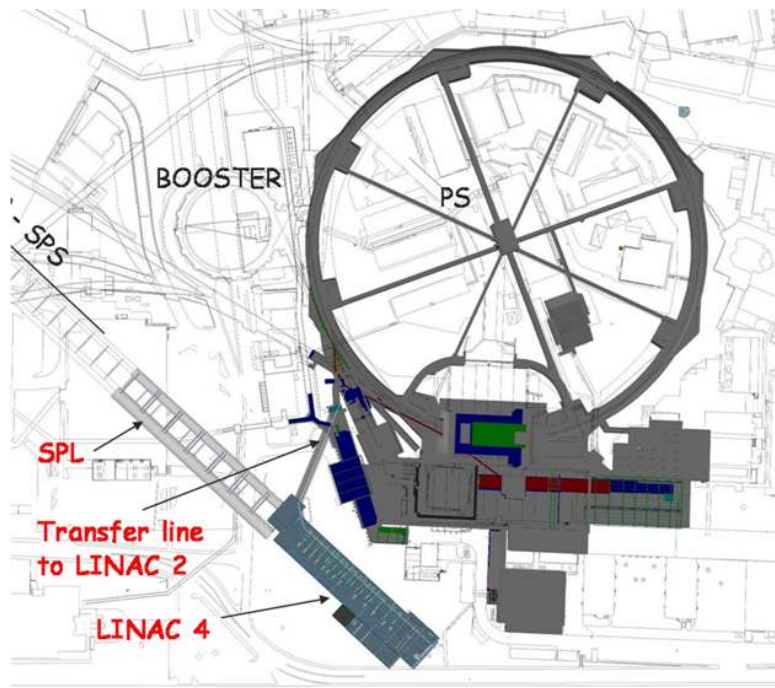 BOOSTER
PS
- SPS
SPL
Transfer line
to LINAC 2
LINAC 4